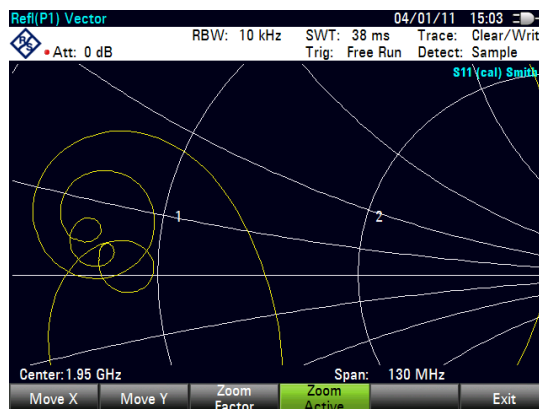 Refl(P1) Vector 04/01/11 15:03
RBW: 10 kHz SWT: 38 ms Trace: Clear/Writ
Att: 0 dB Trig: Free Run Detect: Sample
S11 (cal) Smith
1
2
Center: 1.95 GHz Span: 130 MHz
Move X Move Y Zoom Factor Zoom Active Exit